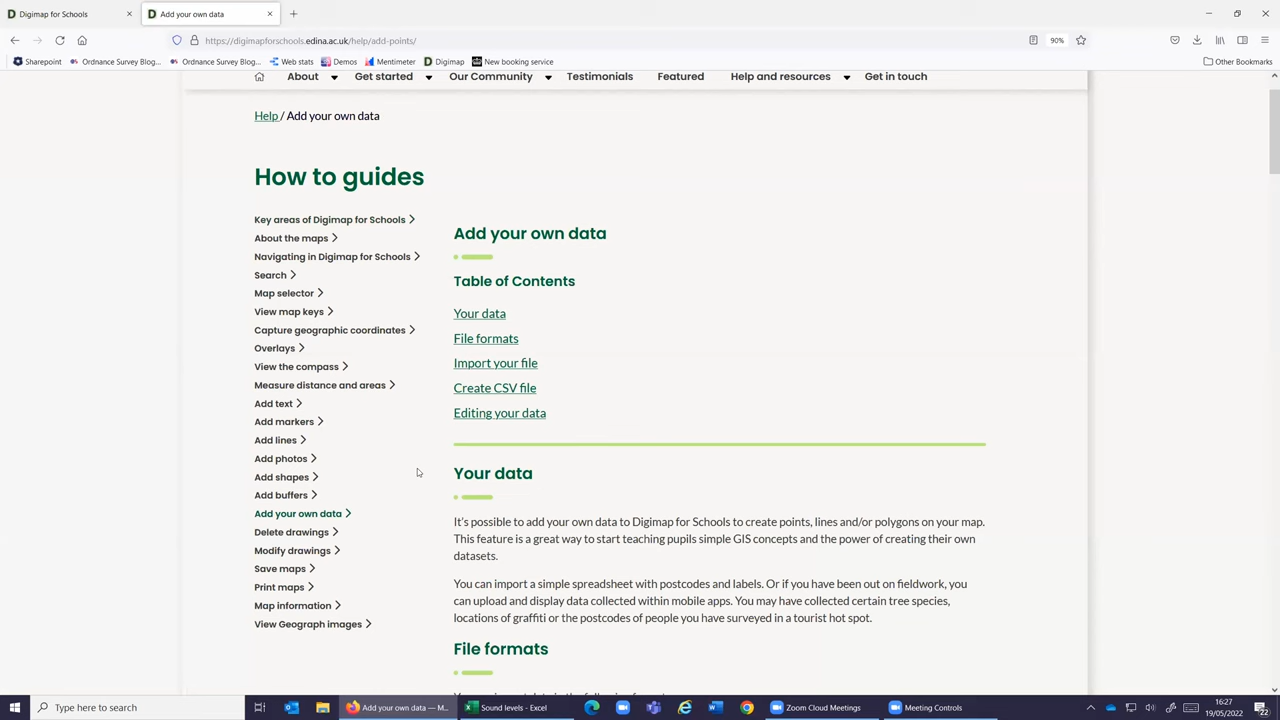 Digimap for Schools
Add your own data
https://digimapforschools.edina.ac.uk/help/add-points/
90%
Sharepoint
Ordnance Survey Blog...
Ordnance Survey Blog...
Web stats
Demos
Mentimeter
Digimap
New booking service
Other Bookmarks
About
Get started
Our Community
Testimonials
Featured
Help and resources
Get in touch
Help / Add your own data
How to guides
Key areas of Digimap for Schools
About the maps
Navigating in Digimap for Schools
Search
Map selector
View map keys
Capture geographic coordinates
Overlays
View the compass
Measure distance and areas
Add text
Add markers
Add lines
Add photos
Add shapes
Add buffers
Add your own data
Delete drawings
Modify drawings
Save maps
Print maps
Map information
View Geograph images
Add your own data
Table of Contents
Your data
File formats
Import your file
Create CSV file
Editing your data
Your data
It's possible to add your own data to Digimap for Schools to create points, lines and/or polygons on your map.
This feature is a great way to start teaching pupils simple GIS concepts and the power of creating their own
datasets.
You can import a simple spreadsheet with postcodes and labels. Or if you have been out on fieldwork, you
can upload and display data collected within mobile apps. You may have collected certain tree species,
locations of graffiti or the postcodes of people you have surveyed in a tourist hot spot.
File formats
Type here to search
Add your own data — M...
Sound levels - Excel
Zoom Cloud Meetings
Meeting Controls
16:27
19/05/2022
22